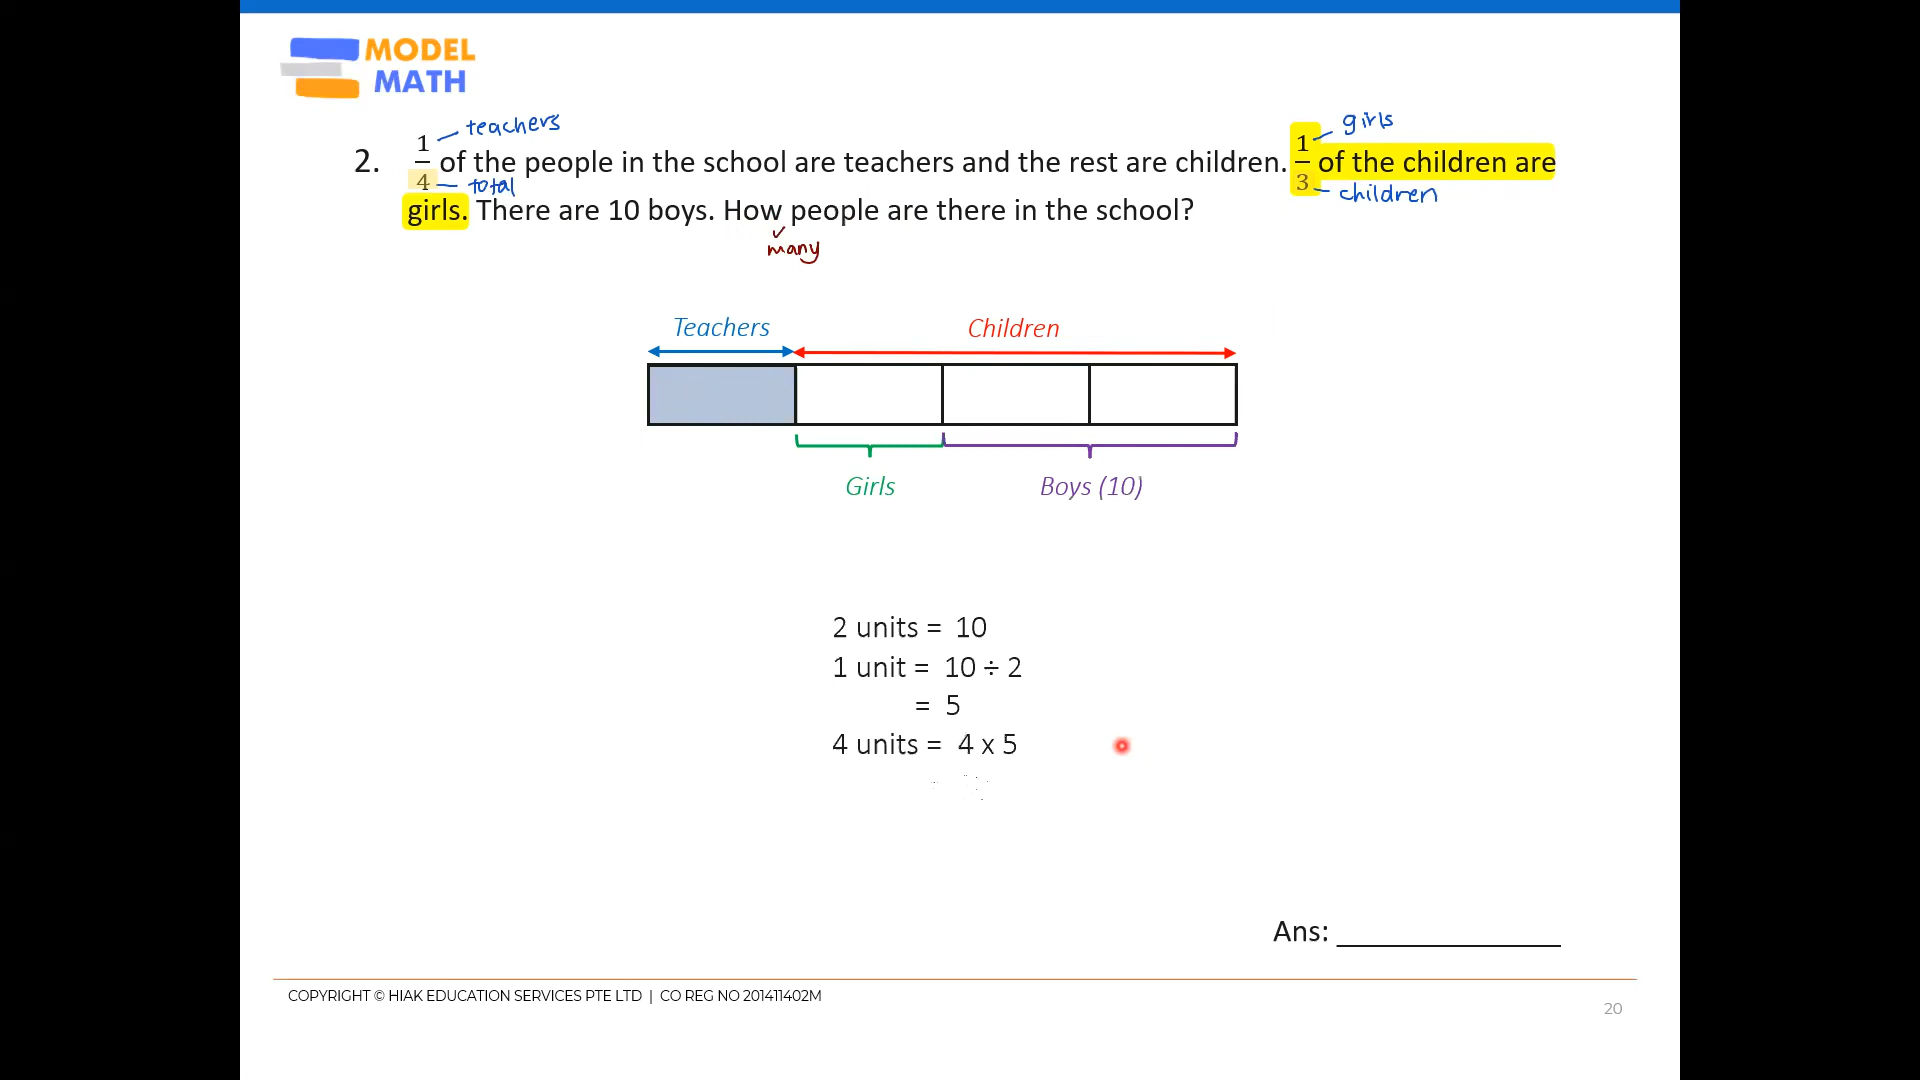 MODEL
MATH
teachers
girls
2. 1/4 of the people in the school are teachers and the rest are children. 1/3 of the children are
total
children
girls. There are 10 boys. How people are there in the school?
✓
many
Teachers
Children
Girls
Boys (10)
2 units = 10
1 unit = 10 ÷ 2
= 5
4 units = 4 x 5
Ans: ______________
COPYRIGHT © HIAK EDUCATION SERVICES PTE LTD | CO REG NO 201411402M
20